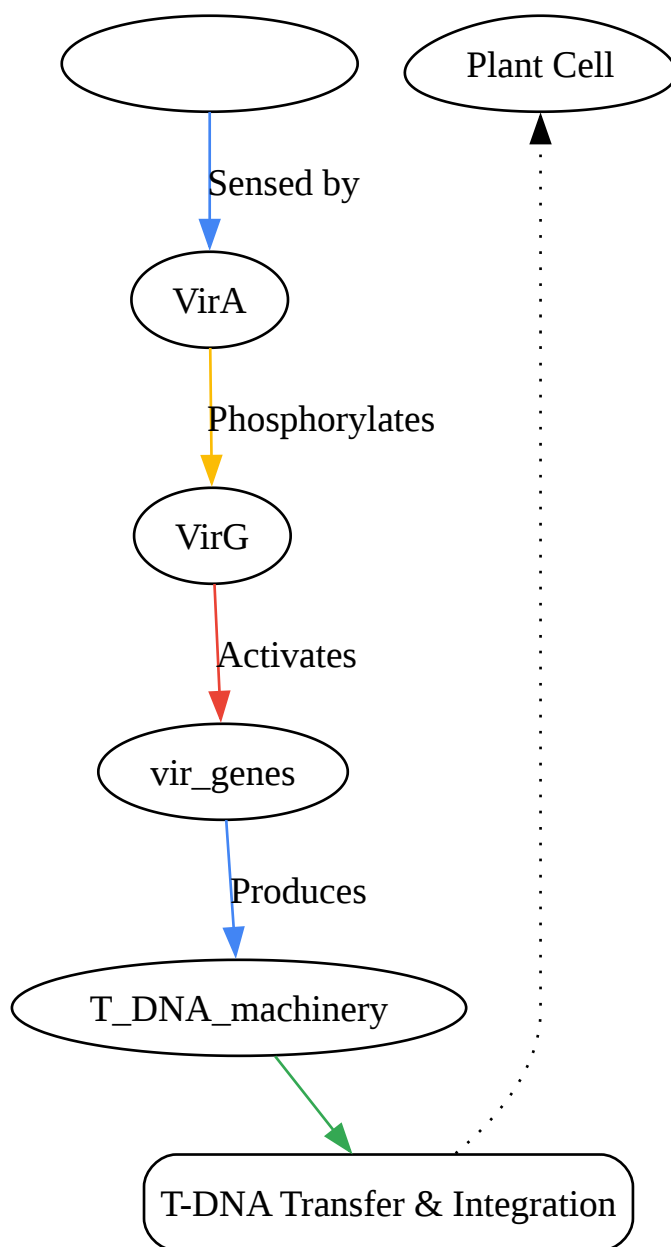 Plant Cell
Sensed by
VirA
Phosphorylates
VirG
Activates
vir_genes
Produces
T_DNA_machinery
T-DNA Transfer & Integration